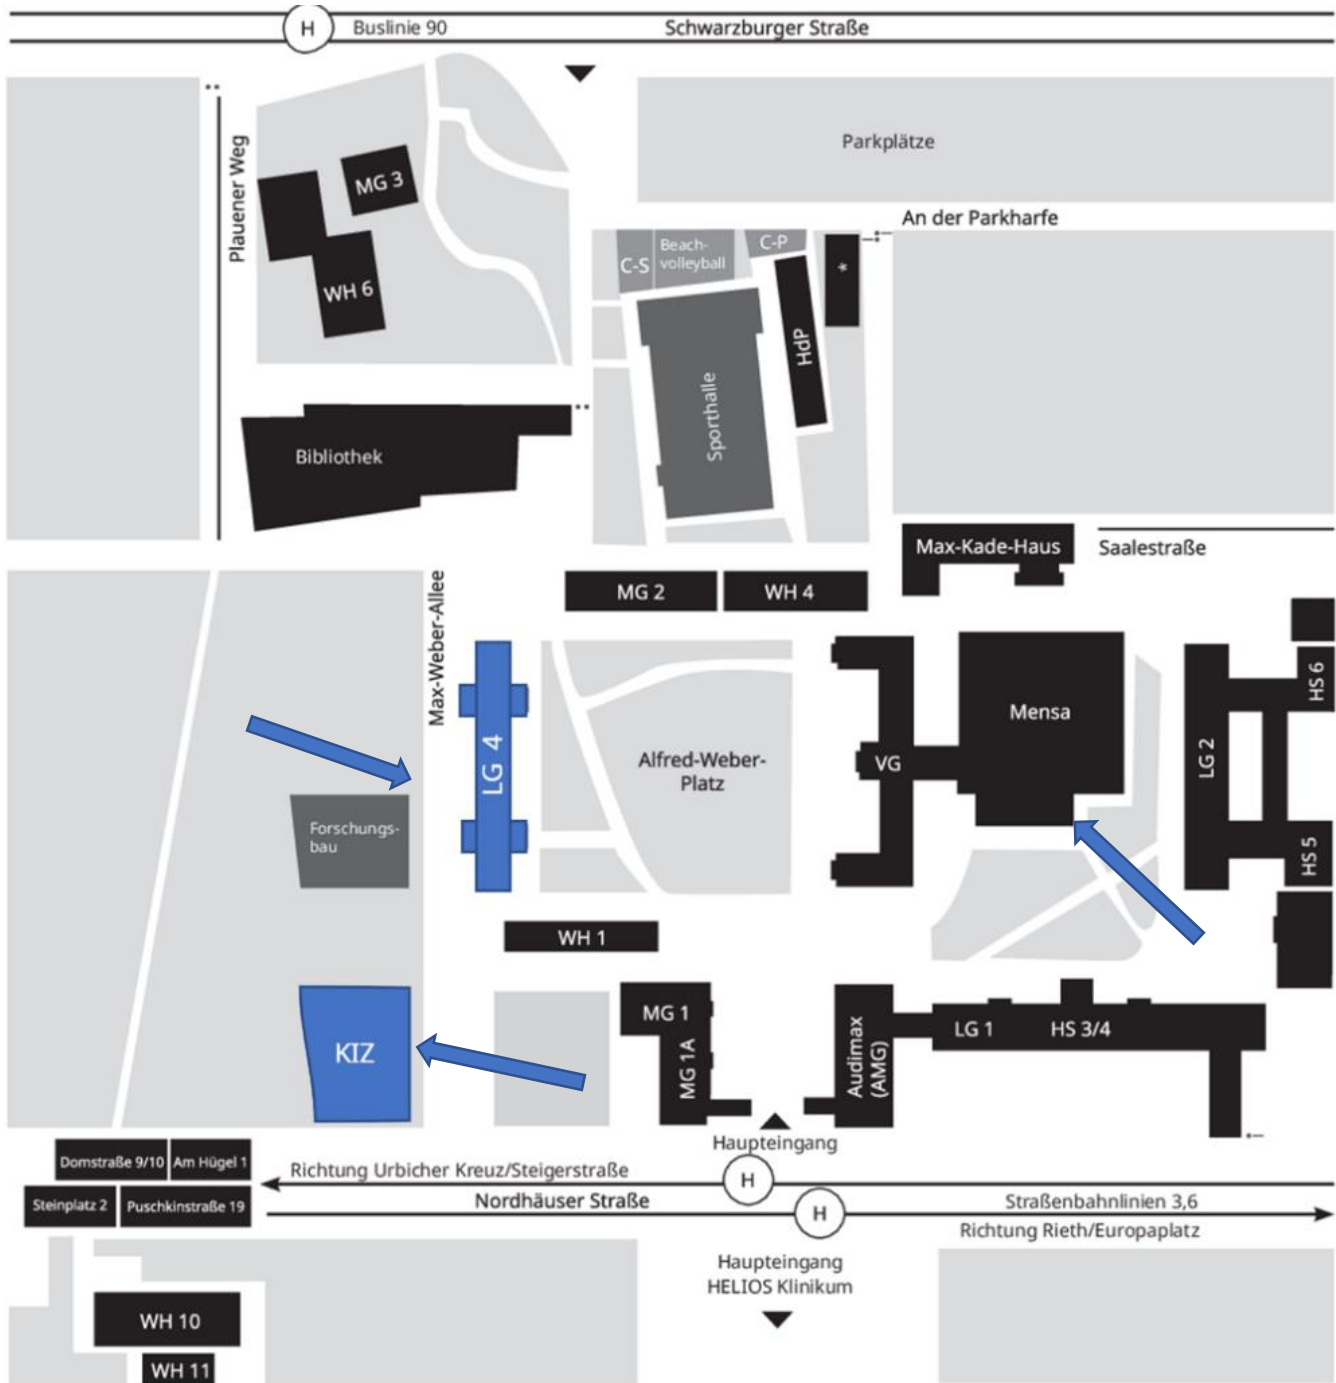 H
Buslinie 90
Schwarzburger Straße
Plauener Weg
MG 3
WH 6
Parkplätze
An der Parkharfe
C-S
Beach-
volleyball
C-P
*
HdP
Sporthalle
Bibliothek
Max-Kade-Haus
Saalestraße
Max-Weber-Allee
MG 2
WH 4
LG 4
Alfred-Weber-
Platz
VG
Mensa
LG 2
HS 6
HS 5
Forschungs-
bau
WH 1
KIZ
MG 1
MG 1A
Audimax
(AMG)
LG 1
HS 3/4
Haupteingang
Domstraße 9/10
Am Hügel 1
Steinplatz 2
Puschkinstraße 19
Richtung Urbicher Kreuz/Steigerstraße
H
Nordhäuser Straße
H
Straßenbahnlinien 3,6
Richtung Rieth/Europaplatz
Haupteingang
HELIOS Klinikum
WH 10
WH 11